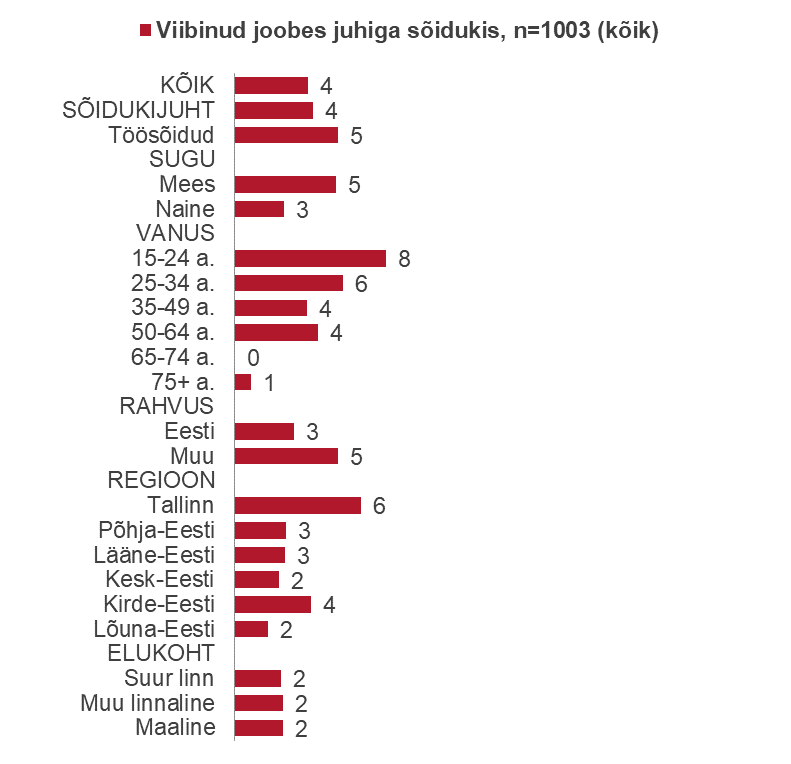 Viibinud joobes juhiga sõidukis, n=1003 (kõik)
KÕIK 4
SÕIDUKIJUHT 4
Töösõidud 5
SUGU
Mees 5
Naine 3
VANUS
15-24 a. 8
25-34 a. 6
35-49 a. 4
50-64 a. 4
65-74 a. 0
75+ a. 1
RAHVUS
Eesti 3
Muu 5
REGIOON
Tallinn 6
Põhja-Eesti 3
Lääne-Eesti 3
Kesk-Eesti 2
Kirde-Eesti 4
Lõuna-Eesti 2
ELUKOHT
Suur linn 2
Muu linnaline 2
Maaline 2